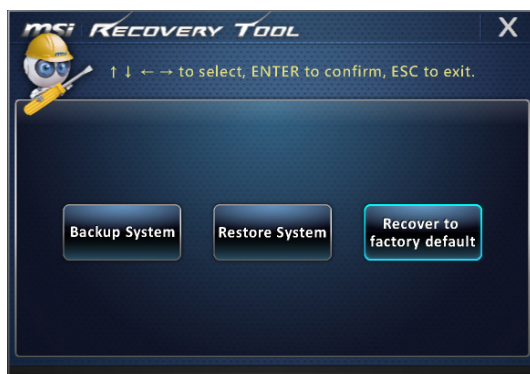 msi RECOVERY TOOL X
↑ ↓ ← → to select, ENTER to confirm, ESC to exit.
Backup System
Restore System
Recover to
factory default